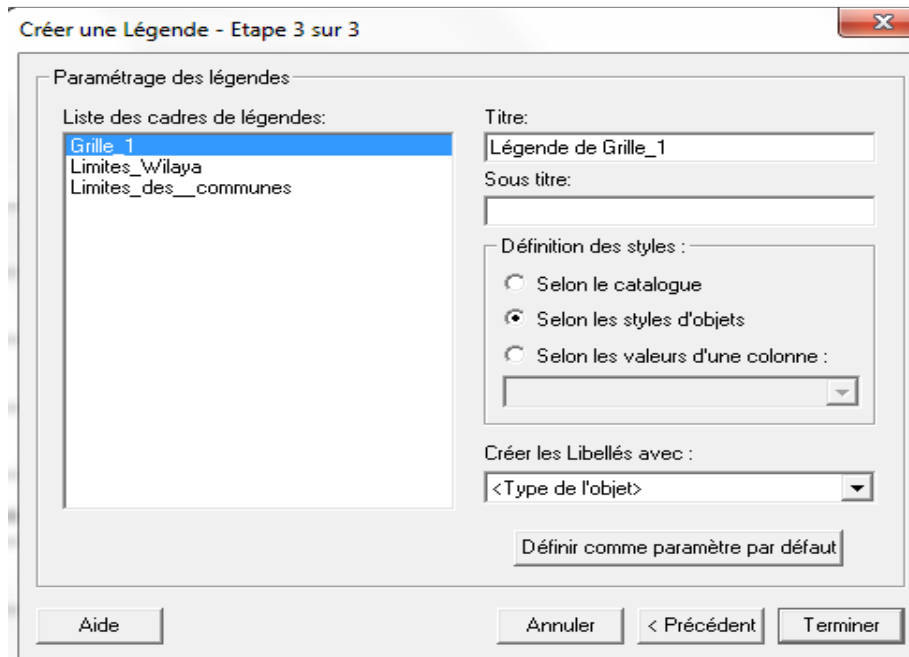 Créer une Légende - Etape 3 sur 3
Paramétrage des légendes
Liste des cadres de légendes:
Grille_1
Limites_Wilaya
Limites_des__communes
Titre:
Légende de Grille_1
Sous titre:
Définition des styles :
Selon le catalogue
Selon les styles d'objets
Selon les valeurs d'une colonne :
Créer les Libellés avec :
<Type de l'objet>
Définir comme paramètre par défaut
Aide
Annuler
< Précédent
Terminer